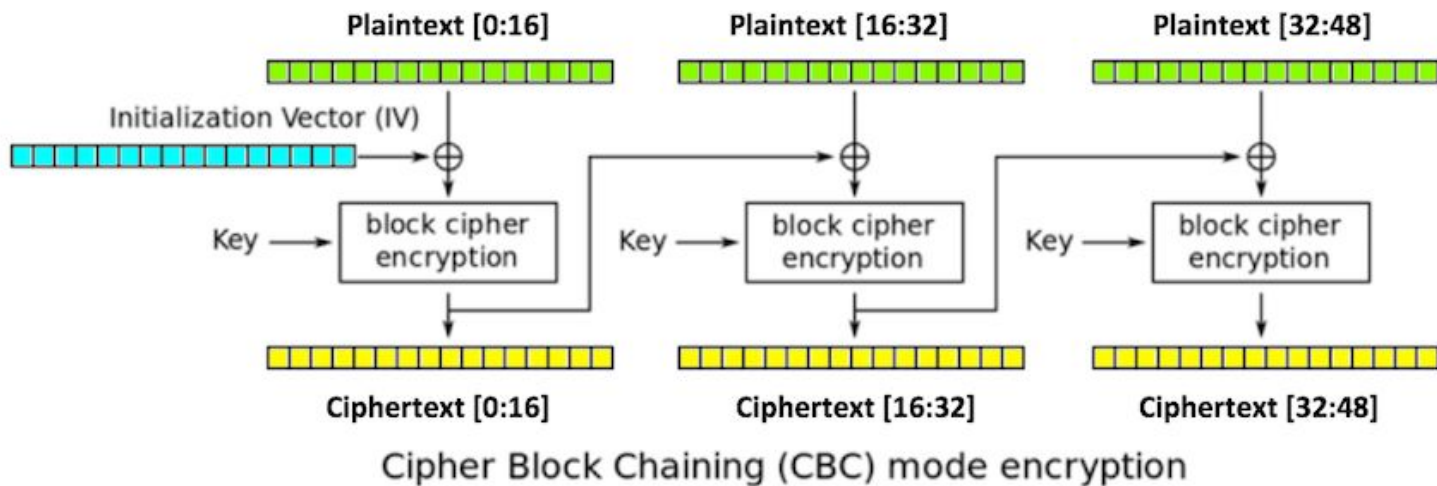 Plaintext [0:16]
Plaintext [16:32]
Plaintext [32:48]
Initialization Vector (IV)
Key
block cipher
encryption
Key
block cipher
encryption
Key
block cipher
encryption
Ciphertext [0:16]
Ciphertext [16:32]
Ciphertext [32:48]
Cipher Block Chaining (CBC) mode encryption